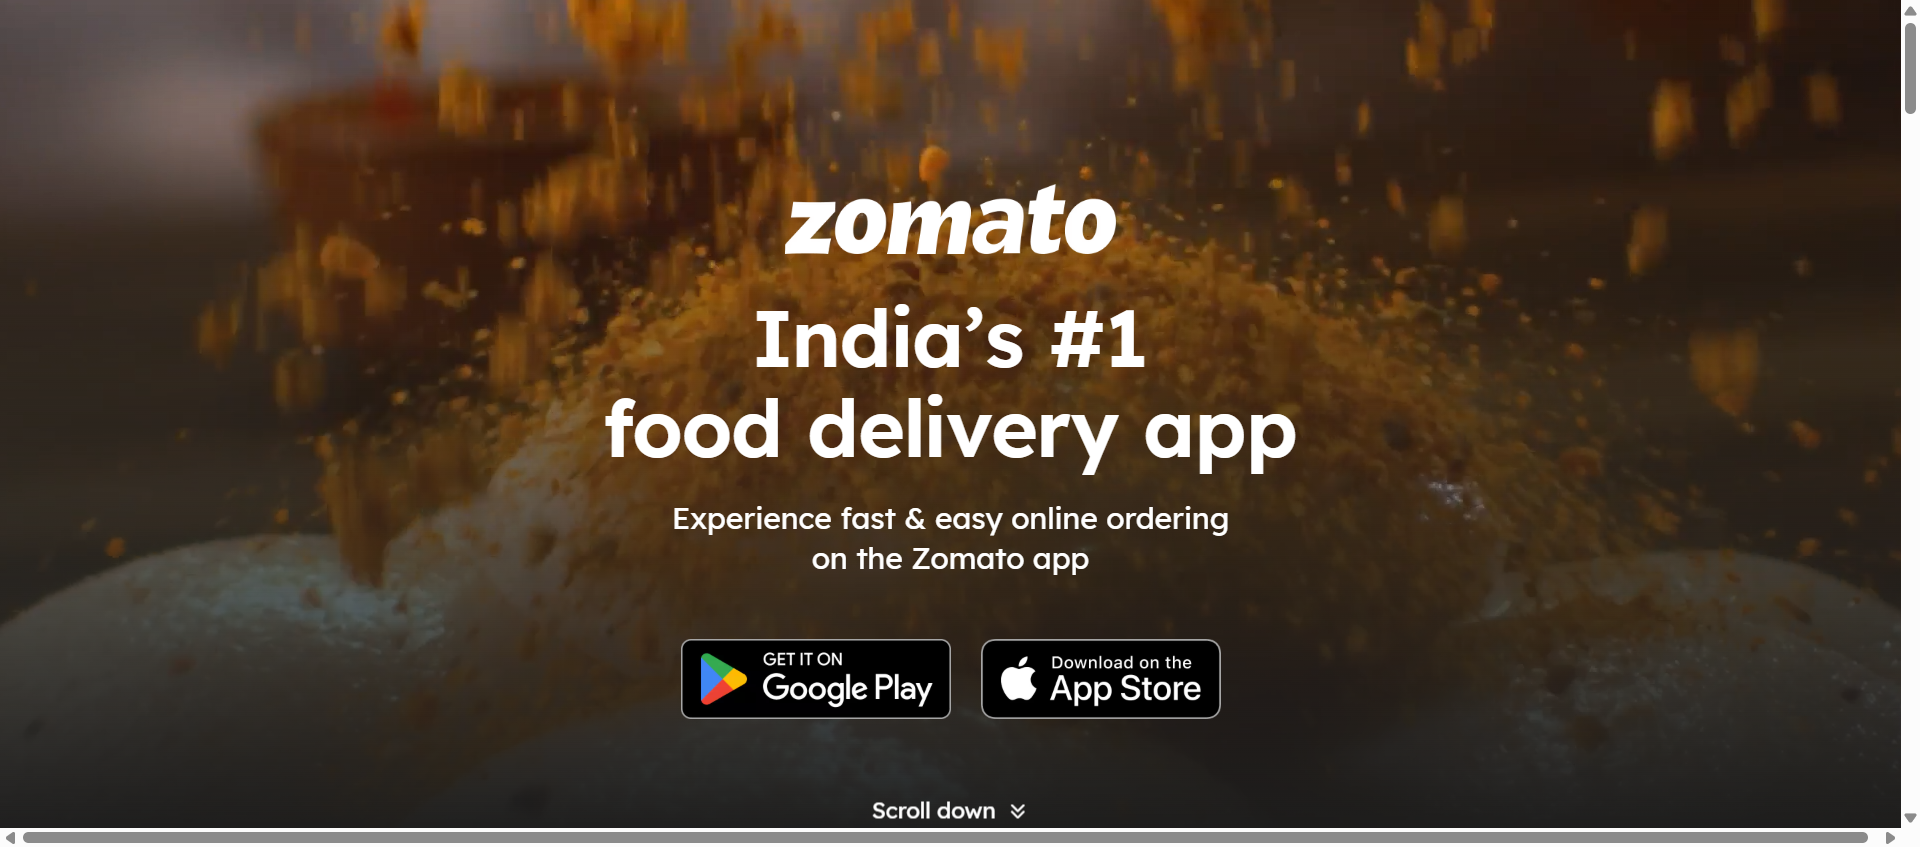 zomato
India’s #1
food delivery app
Experience fast & easy online ordering
on the Zomato app
GET IT ON
Google Play
Download on the
App Store
Scroll down